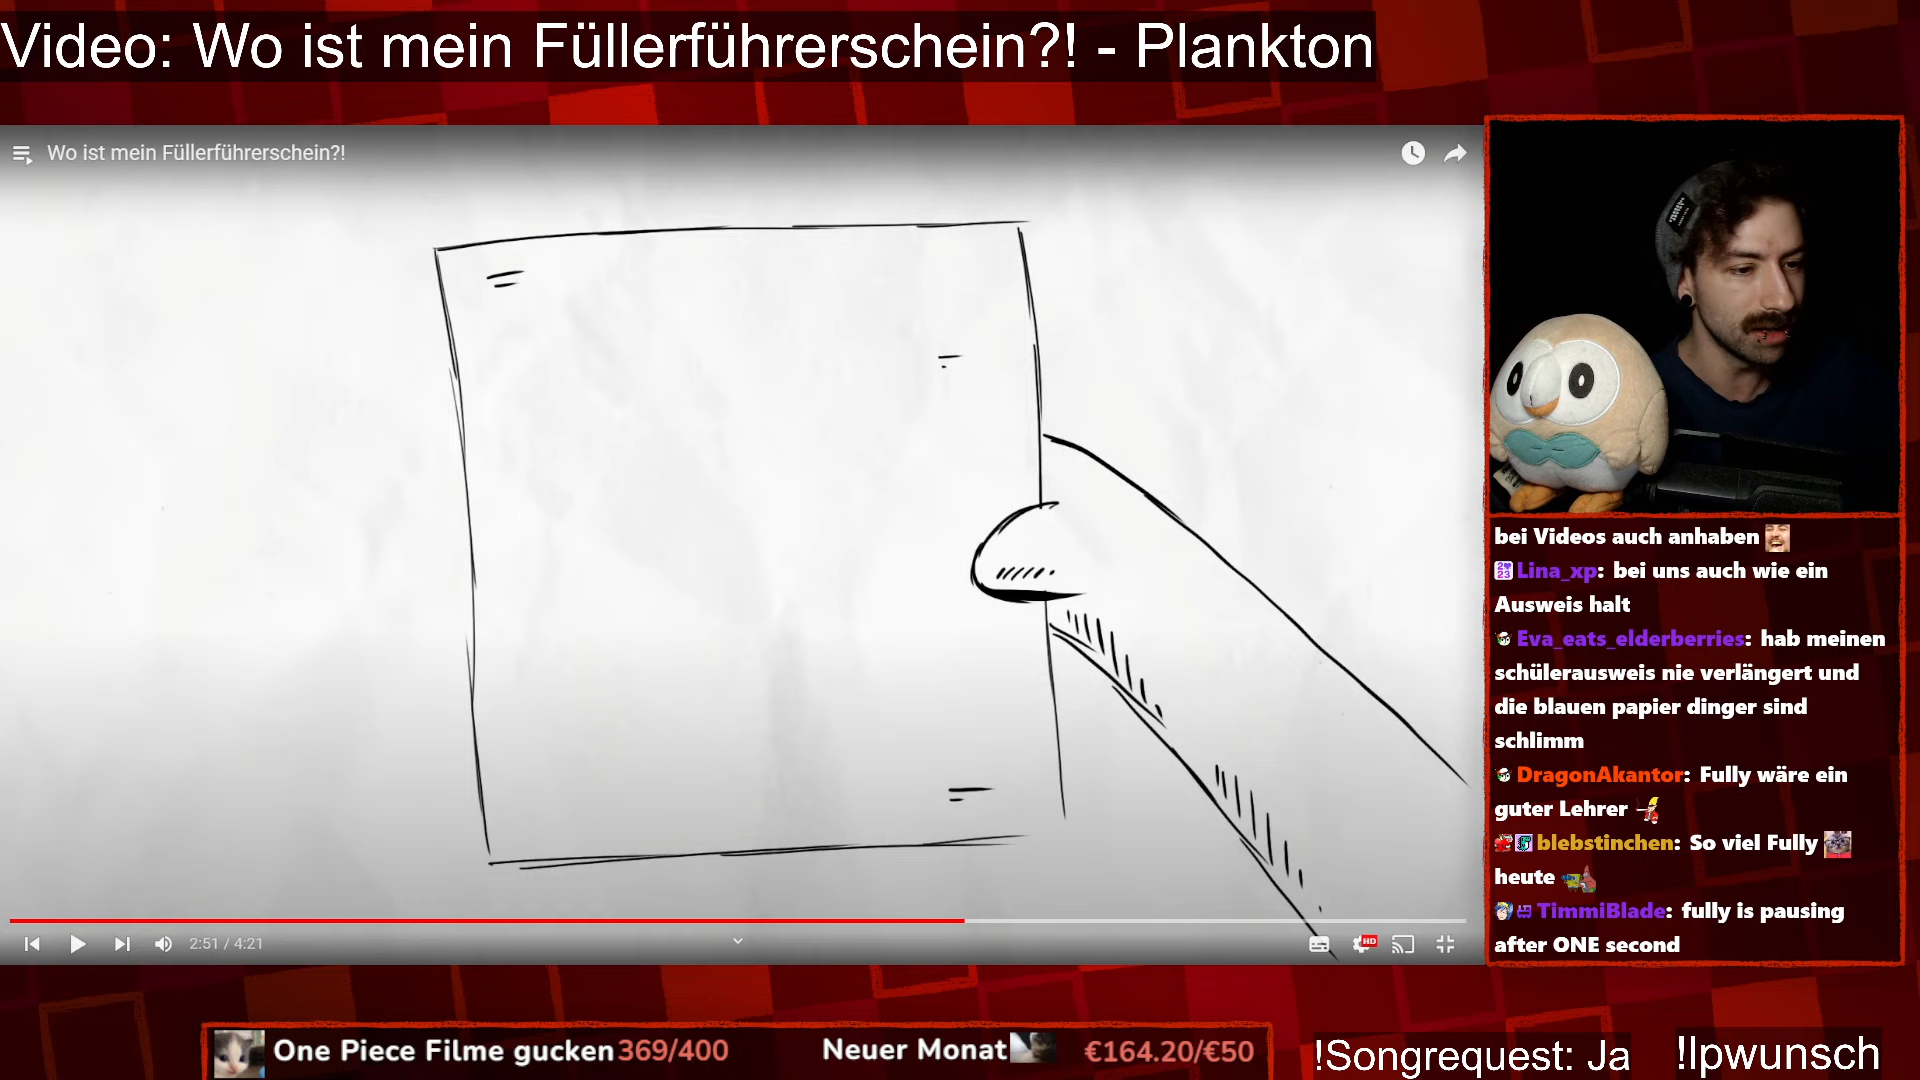 Video: Wo ist mein Füllerführerschein?! - Plankton
Wo ist mein Füllerführerschein?!
2:51 / 4:21
HD
bei Videos auch anhaben
Lina_xp: bei uns auch wie ein
Ausweis halt
Eva_eats_elderberries: hab meinen
schülerausweis nie verlängert und
die blauen papier dinger sind
schlimm
DragonAkantor: Fully wäre ein
guter Lehrer
blebstinchen: So viel Fully
heute
TimmiBlade: fully is pausing
after ONE second
One Piece Filme gucken 369/400
Neuer Monat €164.20/€50
!Songrequest: Ja
!lpwunsch